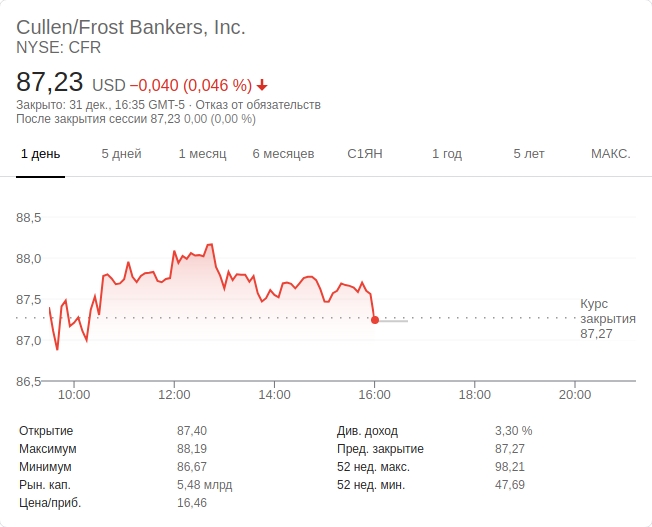 Cullen/Frost Bankers, Inc.
NYSE: CFR
87,23 USD −0,040 (0,046 %)
Закрыто: 31 дек., 16:35 GMT-5 · Отказ от обязательств
После закрытия сессии 87,23 0,00 (0,00 %)
1 день 5 дней 1 месяц 6 месяцев С1ЯН 1 год 5 лет МАКС.
88,5
88,0
87,5
87,0
86,5
Курс
закрытия
87,27
10:00 12:00 14:00 16:00 18:00 20:00
Открытие 87,40 Див. доход 3,30 %
Максимум 88,19 Пред. закрытие 87,27
Минимум 86,67 52 нед. макс. 98,21
Рын. кап. 5,48 млрд 52 нед. мин. 47,69
Цена/приб. 16,46